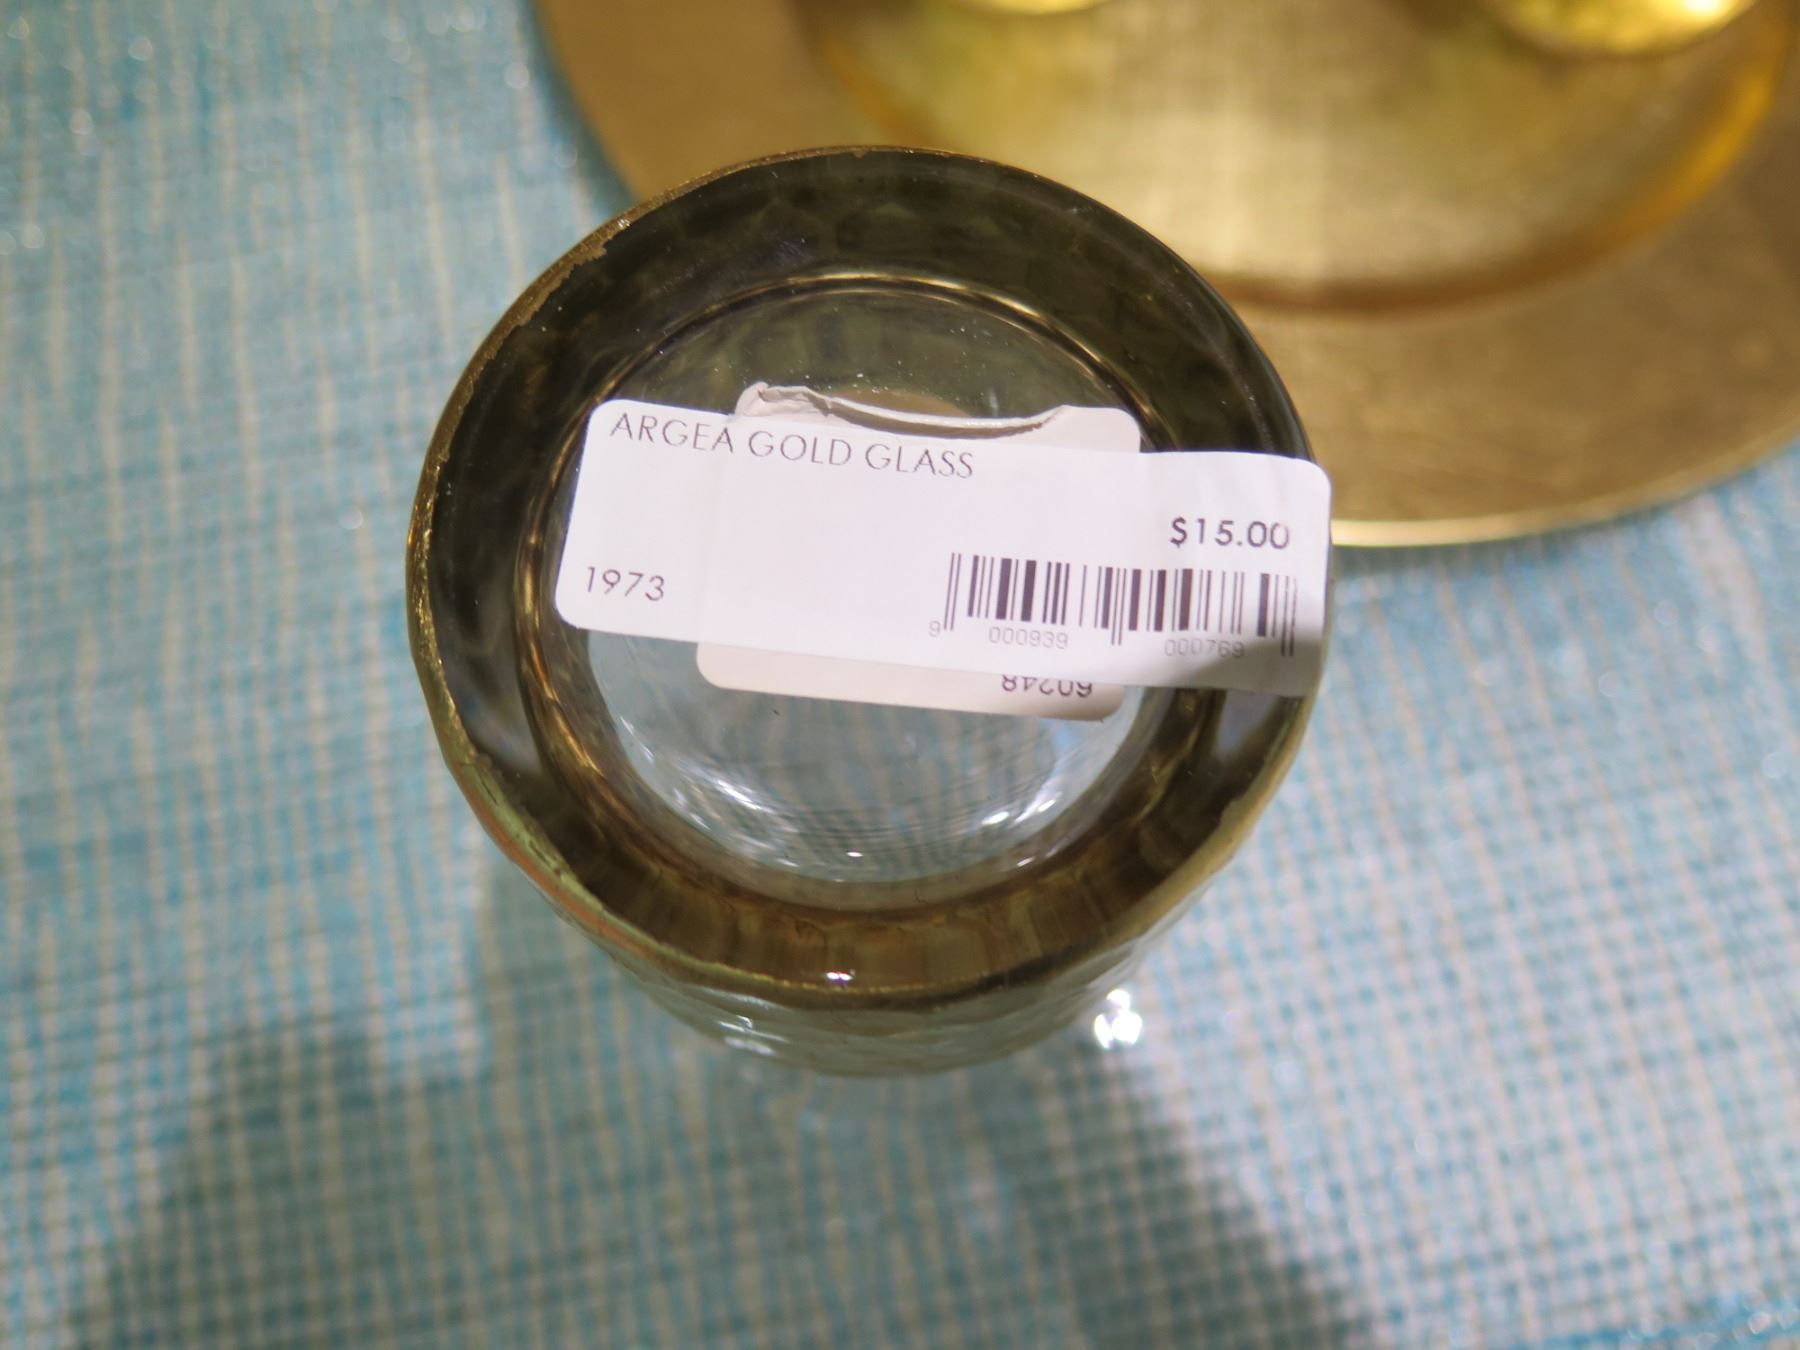 ARGEA GOLD GLASS
$15.00
1973
9 000939 000769
60248